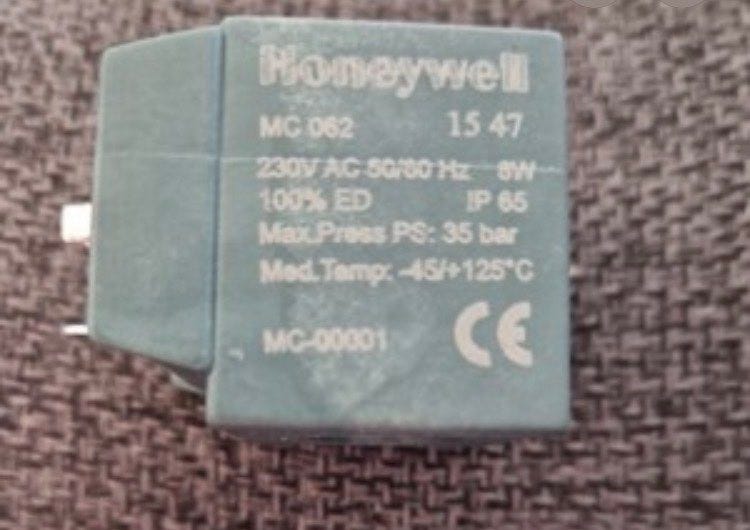 Honeywell
MC 062 15 47
230V AC 50/60 Hz 8W
100% ED IP 65
Max.Press PS: 35 bar
Med.Temp: -45/+125°C
MC-00001 CE